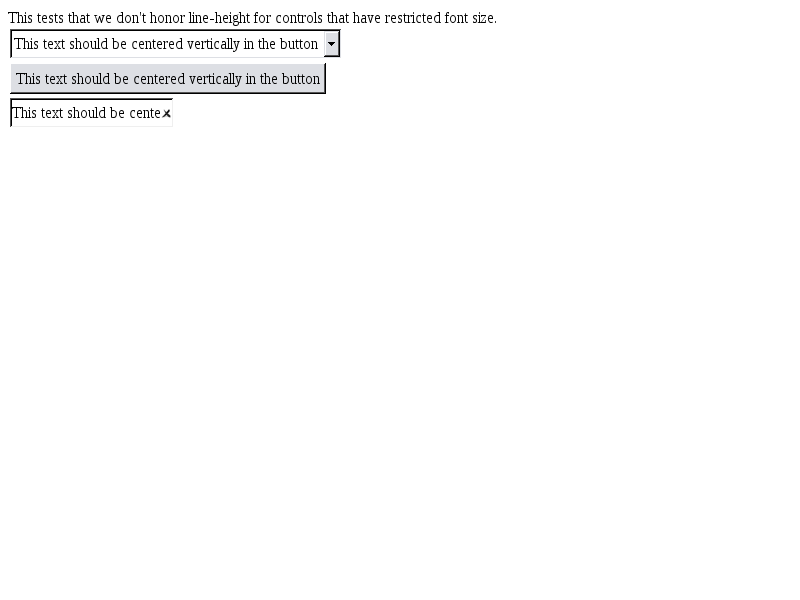 This tests that we don't honor line-height for controls that have restricted font size.
This text should be centered vertically in the button
This text should be centered vertically in the button
This text should be cente